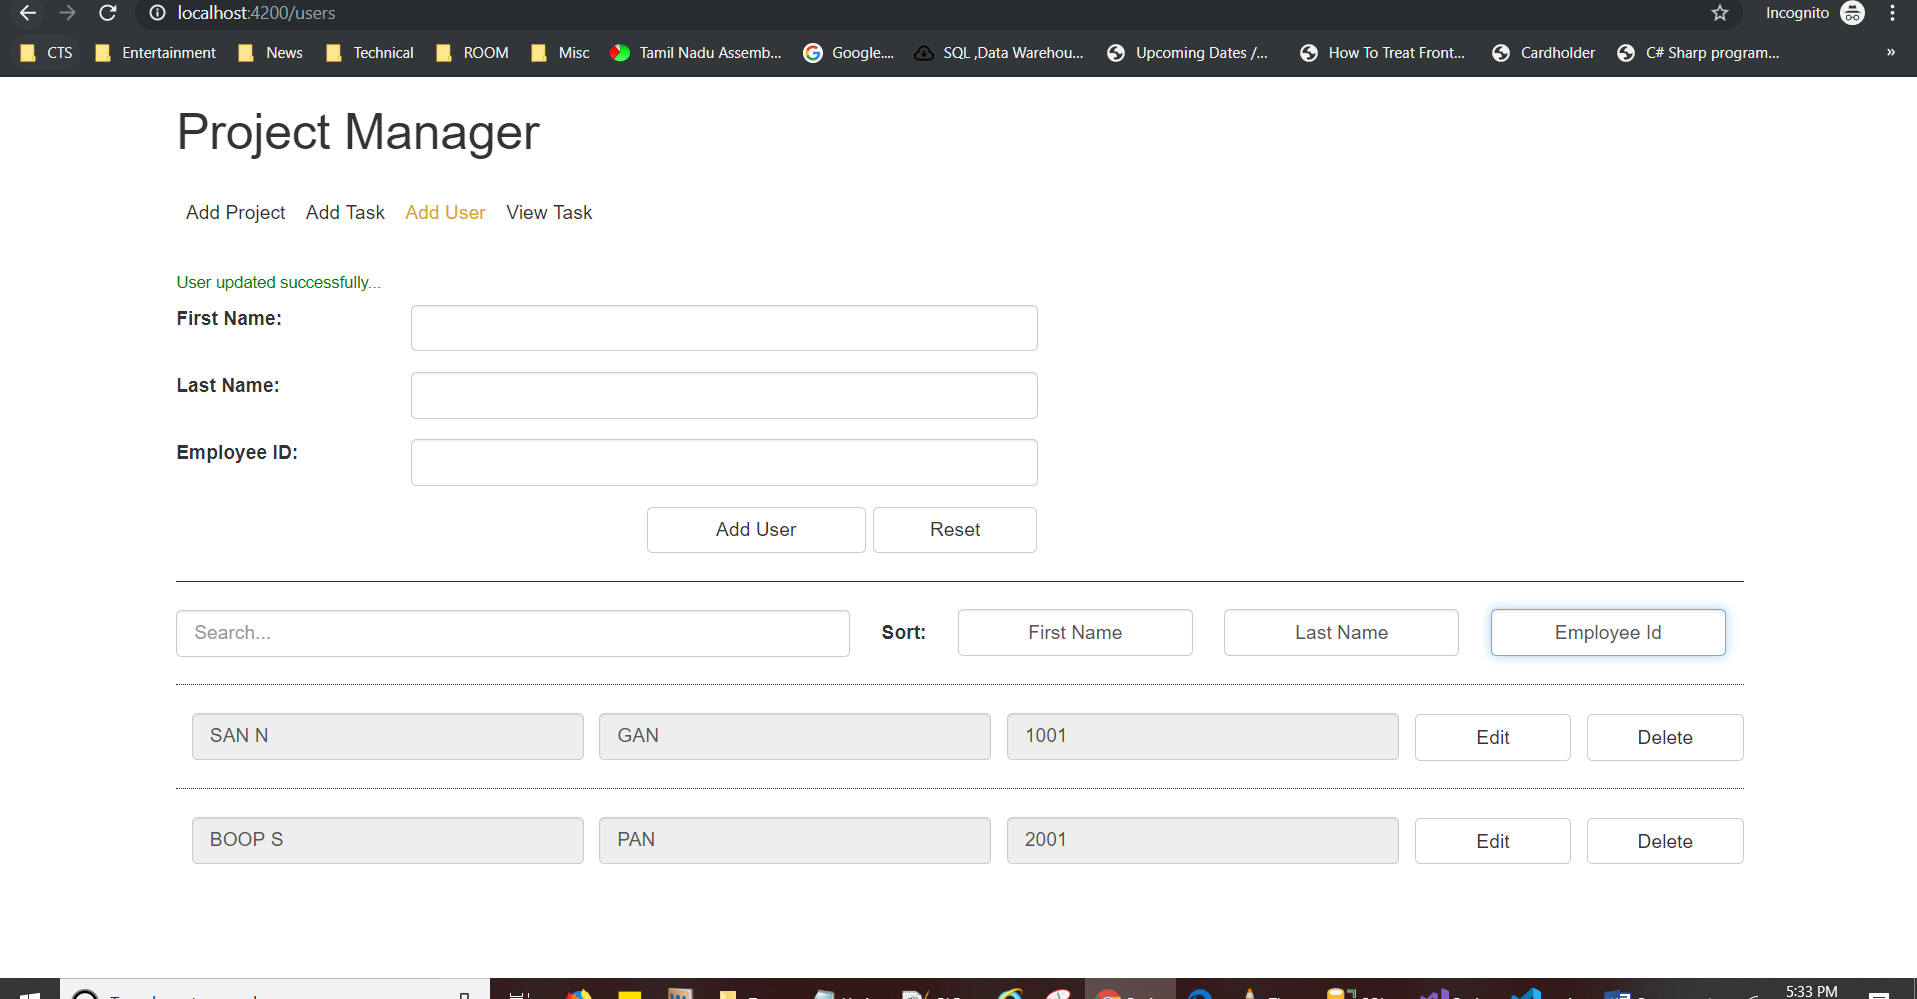 localhost:4200/users Incognito
CTS Entertainment News Technical ROOM Misc Tamil Nadu Assemb... Google.... SQL ,Data Warehou... Upcoming Dates /... How To Treat Front... Cardholder C# Sharp program... »
Project Manager
Add Project Add Task Add User View Task
User updated successfully...
First Name:
Last Name:
Employee ID:
Add User Reset
Search... Sort: First Name Last Name Employee Id
SAN N GAN 1001 Edit Delete
BOOP S PAN 2001 Edit Delete
5:33 PM